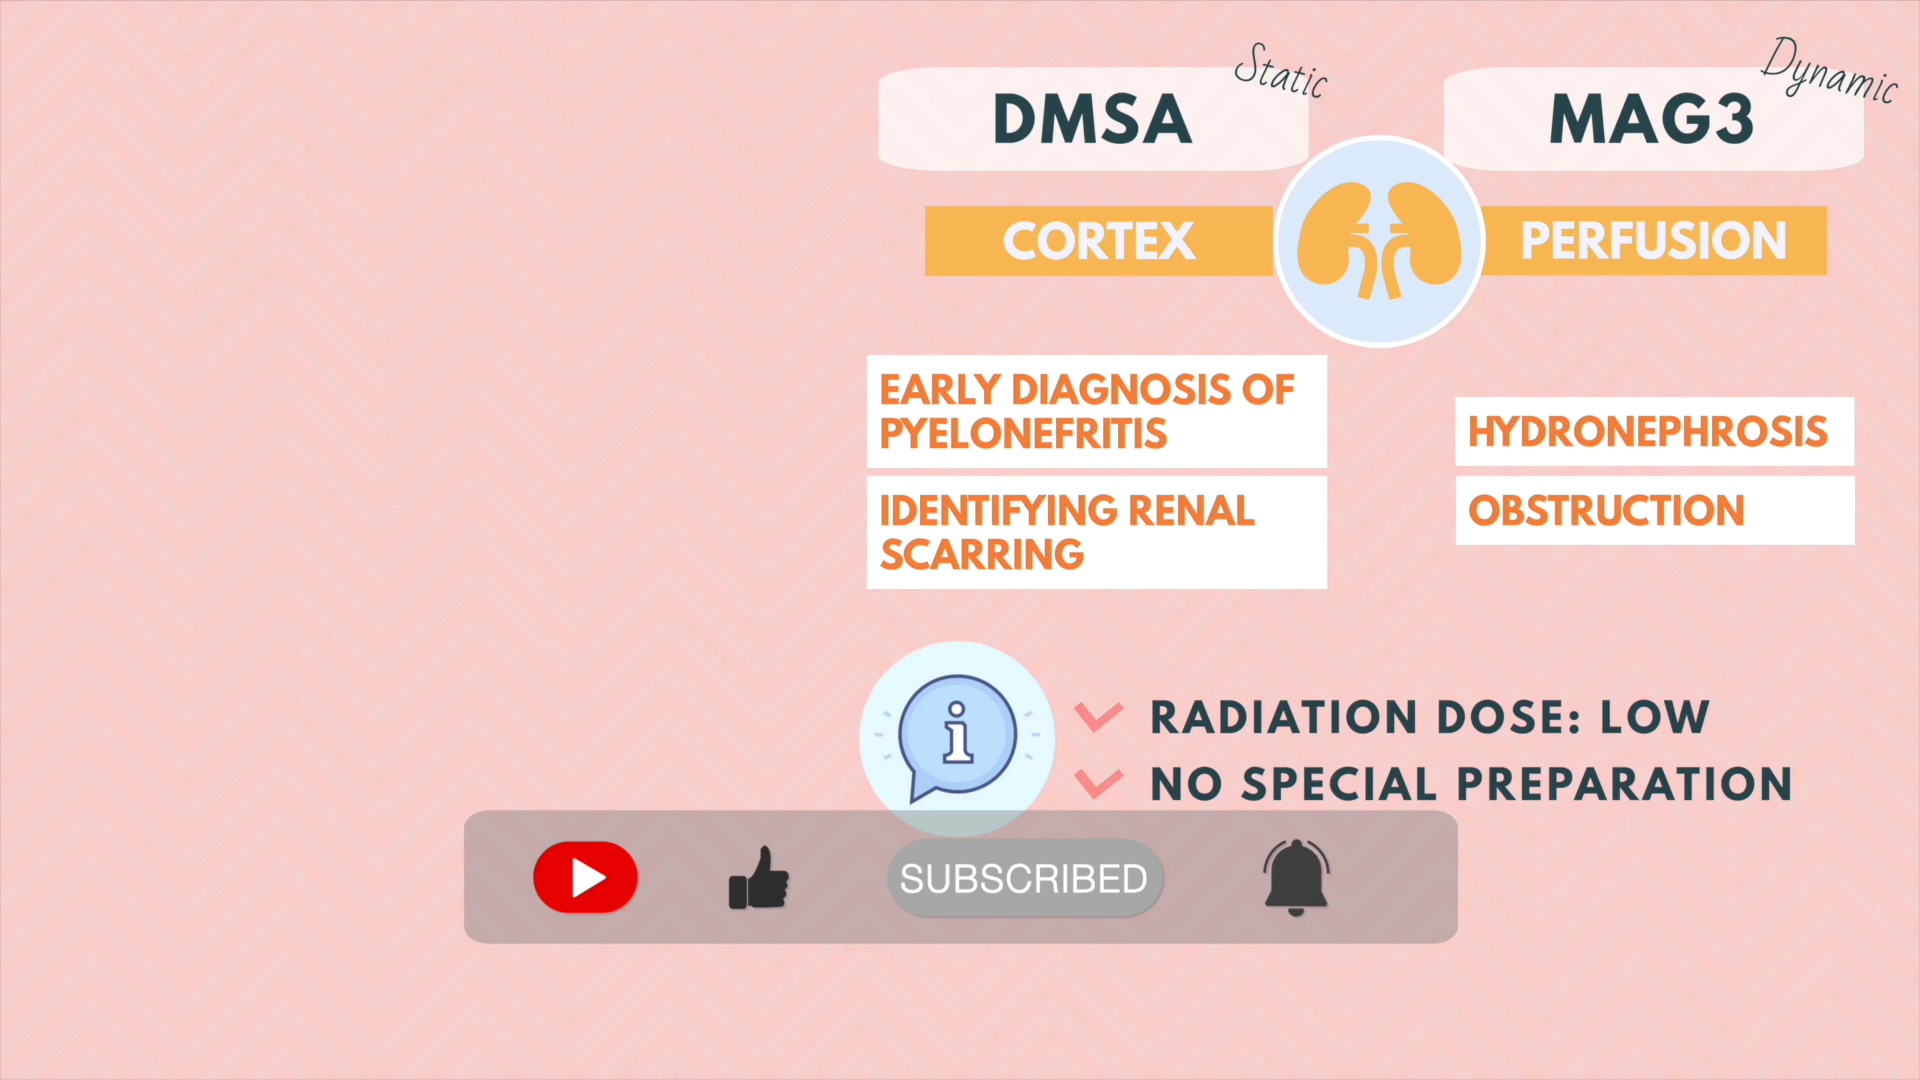 Static
DMSA
CORTEX
EARLY DIAGNOSIS OF
PYELONEFRITIS
IDENTIFYING RENAL
SCARRING
Dynamic
MAG3
PERFUSION
HYDRONEPHROSIS
OBSTRUCTION
i
RADIATION DOSE: LOW
NO SPECIAL PREPARATION
SUBSCRIBED